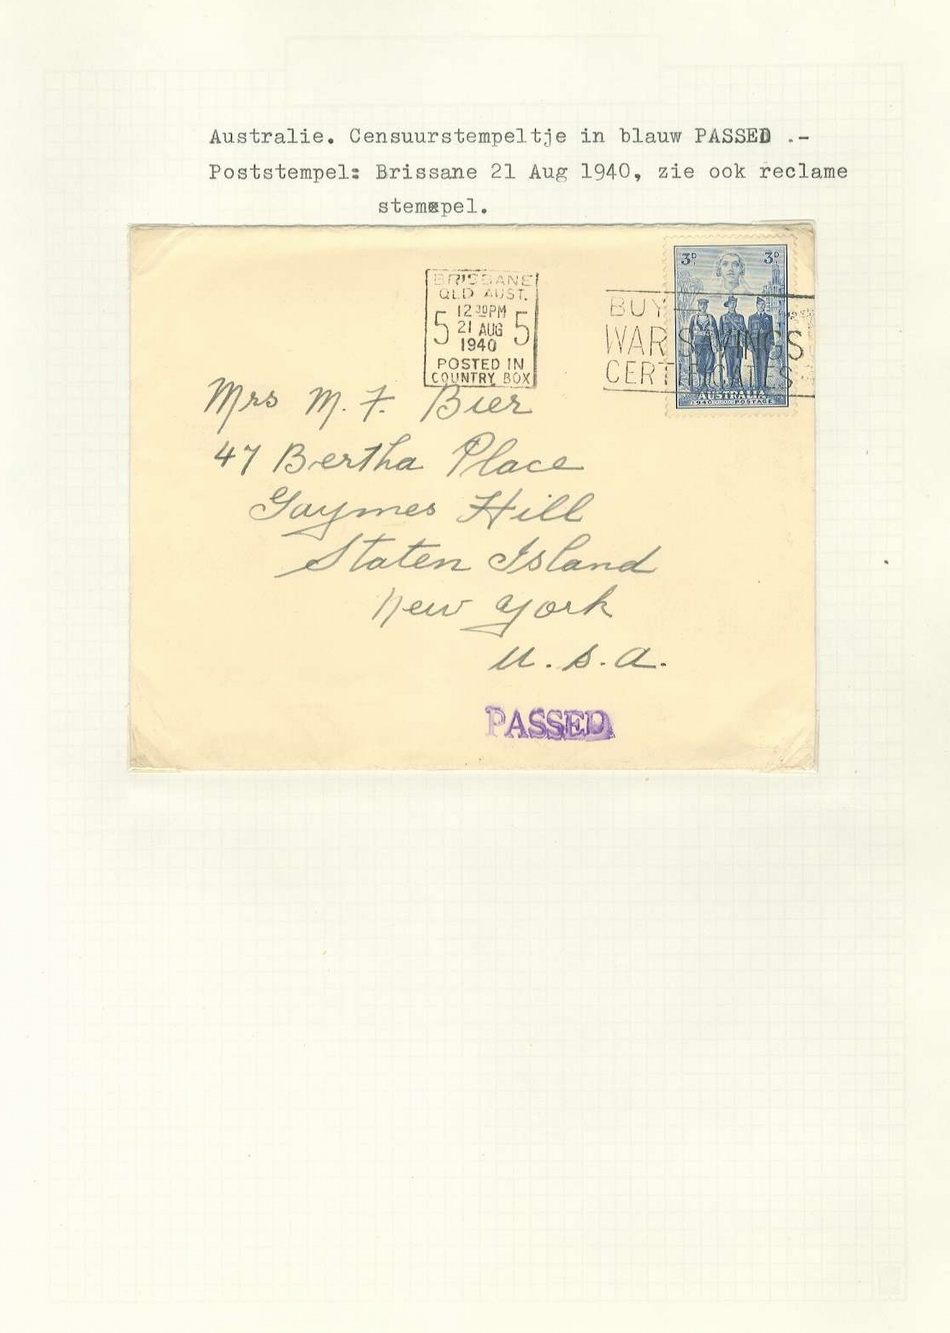 Australie. Censuurstempeltje in blauw PASSED .-
Poststempel: Brissane 21 Aug 1940, zie ook reclame
stempel.
BRISBANE
QLD AUST.
12 30PM
5 21 AUG 5
1940
POSTED IN
COUNTRY BOX
3D 3D
BUY
WAR SAVINGS
CERTIFICATES
AUSTRALIA
1940 POSTAGE
Mrs M. F. Bier
47 Bertha Place
Gaymes Hill
Staten Island
New York
U.S.A.
PASSED